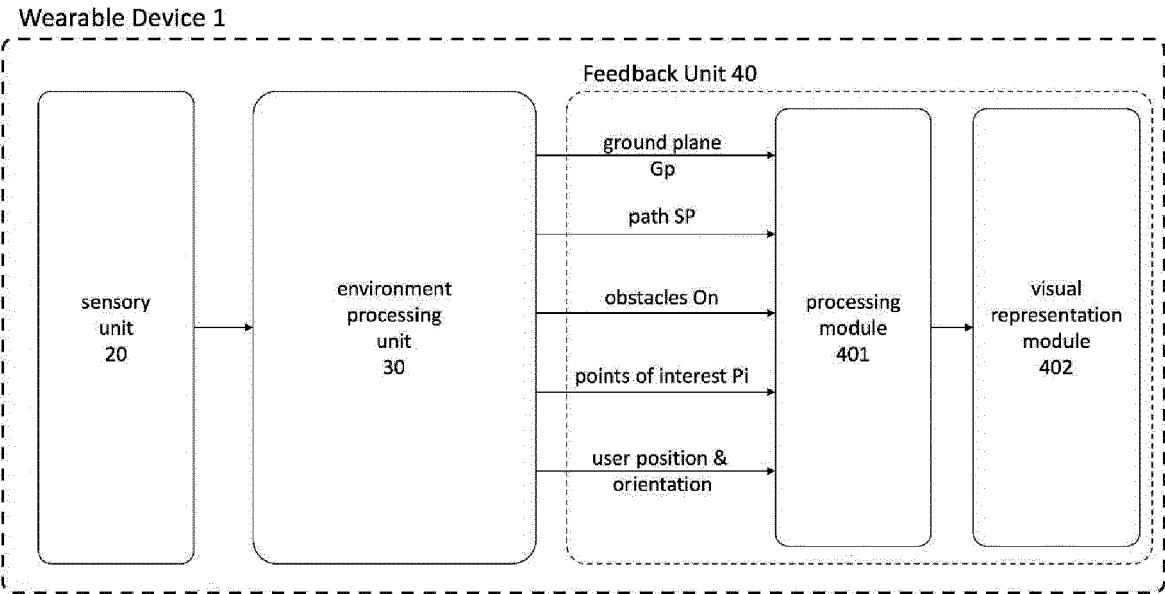 Wearable Device 1
Feedback Unit 40
sensory
unit
20
environment
processing
unit
30
ground plane
Gp
path SP
obstacles On
points of interest Pi
user position &
orientation
processing
module
401
visual
representation
module
402